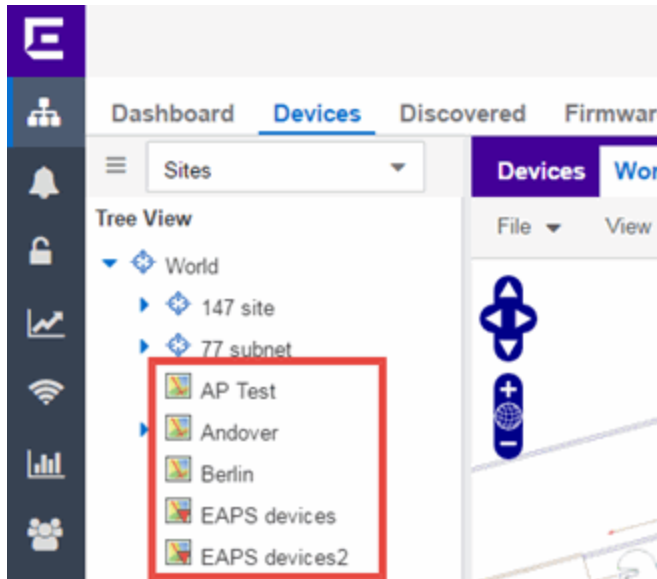 Dashboard Devices Discovered Firmwar
Sites
Devices Wor
Tree View
File View
World
147 site
77 subnet
AP Test
Andover
Berlin
EAPS devices
EAPS devices2